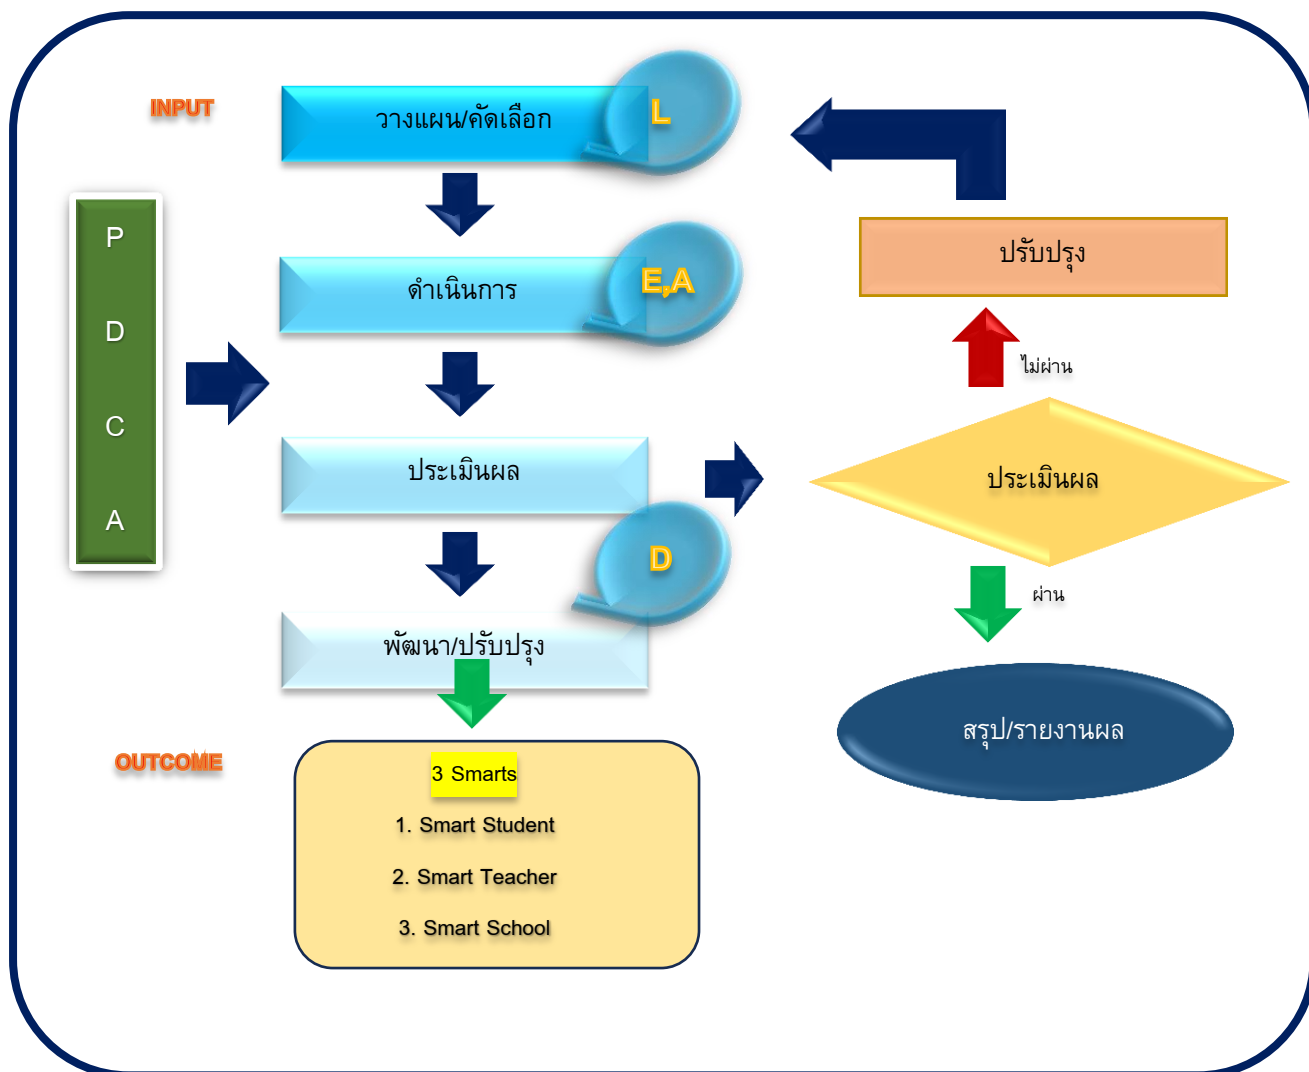 INPUT
วางแผน/คัดเลือก
L
P
D
C
A
ดำเนินการ
E,A
ประเมินผล
D
พัฒนา/ปรับปรุง
ปรับปรุง
ไม่ผ่าน
ประเมินผล
ผ่าน
สรุป/รายงานผล
OUTCOME
3 Smarts
1. Smart Student
2. Smart Teacher
3. Smart School